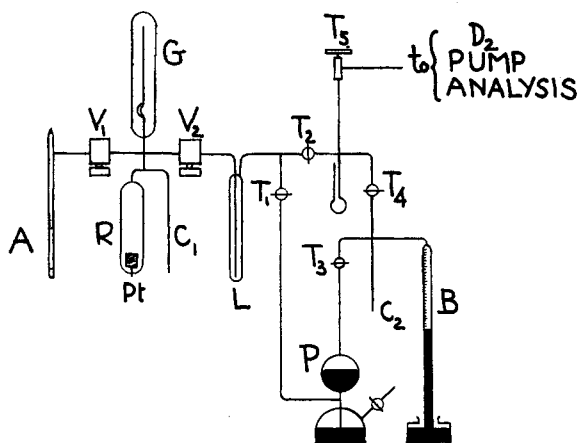 G
T5
to { D2
PUMP
ANALYSIS
V1
V2
T2
T1
T4
A
R
C1
T3
Pt
L
C2
B
P